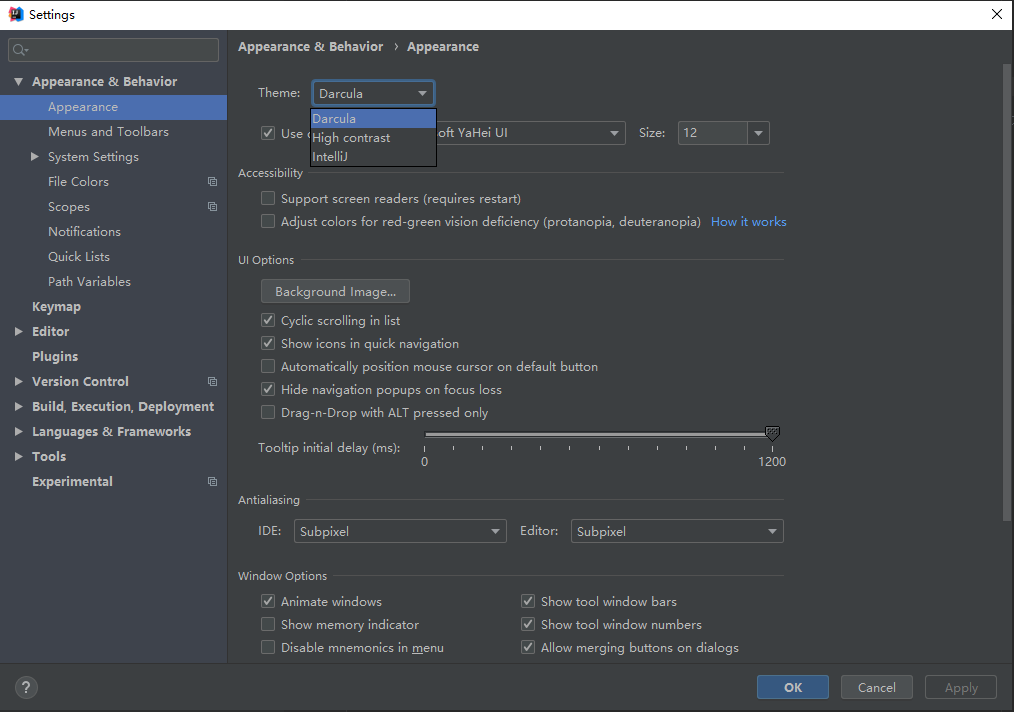 Settings
Appearance & Behavior
Appearance
Menus and Toolbars
System Settings
File Colors
Scopes
Notifications
Quick Lists
Path Variables
Keymap
Editor
Plugins
Version Control
Build, Execution, Deployment
Languages & Frameworks
Tools
Experimental
Appearance & Behavior › Appearance
Theme: Darcula
Darcula
High contrast
IntelliJ
Use oft YaHei UI Size: 12
Accessibility
Support screen readers (requires restart)
Adjust colors for red-green vision deficiency (protanopia, deuteranopia) How it works
UI Options
Background Image...
Cyclic scrolling in list
Show icons in quick navigation
Automatically position mouse cursor on default button
Hide navigation popups on focus loss
Drag-n-Drop with ALT pressed only
Tooltip initial delay (ms):
0 1200
Antialiasing
IDE: Subpixel Editor: Subpixel
Window Options
Animate windows Show tool window bars
Show memory indicator Show tool window numbers
Disable mnemonics in menu Allow merging buttons on dialogs
? OK Cancel Apply